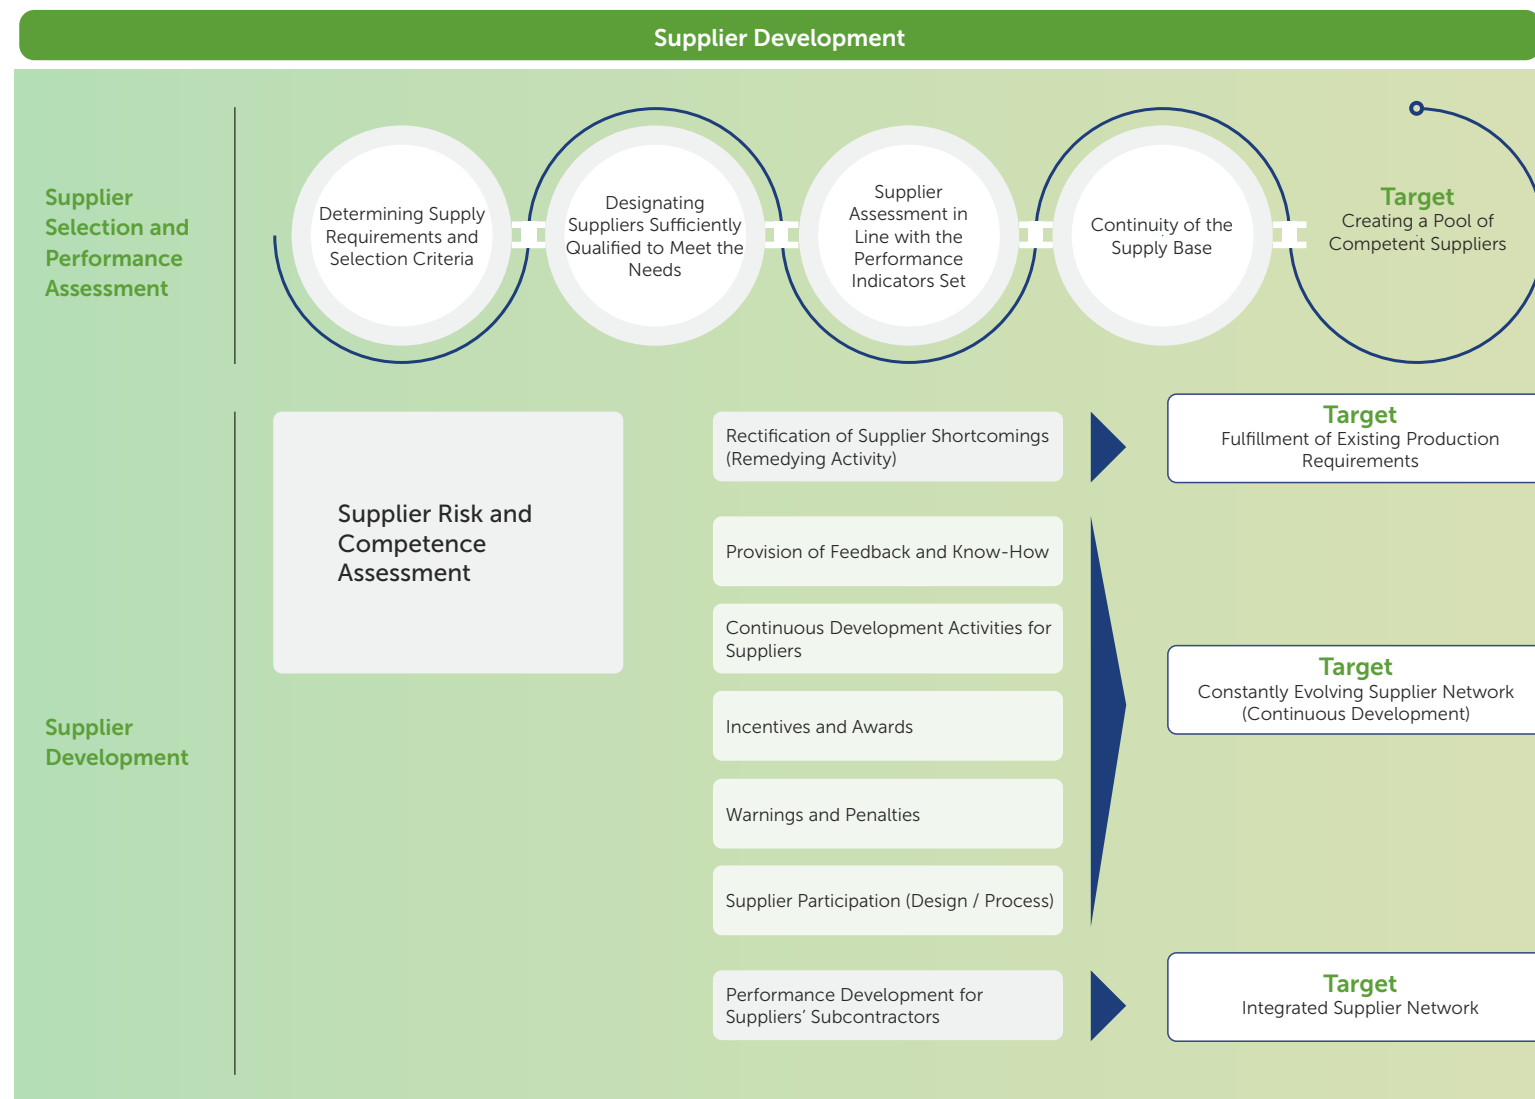 Supplier Development
Supplier
Selection and
Performance
Assessment
Determining Supply
Requirements and
Selection Criteria
Designating
Suppliers Sufficiently
Qualified to Meet the
Needs
Supplier
Assessment in
Line with the
Performance
Indicators Set
Continuity of the
Supply Base
Target
Creating a Pool of
Competent Suppliers
Supplier
Development
Supplier Risk and
Competence
Assessment
Rectification of Supplier Shortcomings
(Remedying Activity)
Provision of Feedback and Know-How
Continuous Development Activities for
Suppliers
Incentives and Awards
Warnings and Penalties
Supplier Participation (Design / Process)
Performance Development for
Suppliers’ Subcontractors
Target
Fulfillment of Existing Production
Requirements
Target
Constantly Evolving Supplier Network
(Continuous Development)
Target
Integrated Supplier Network